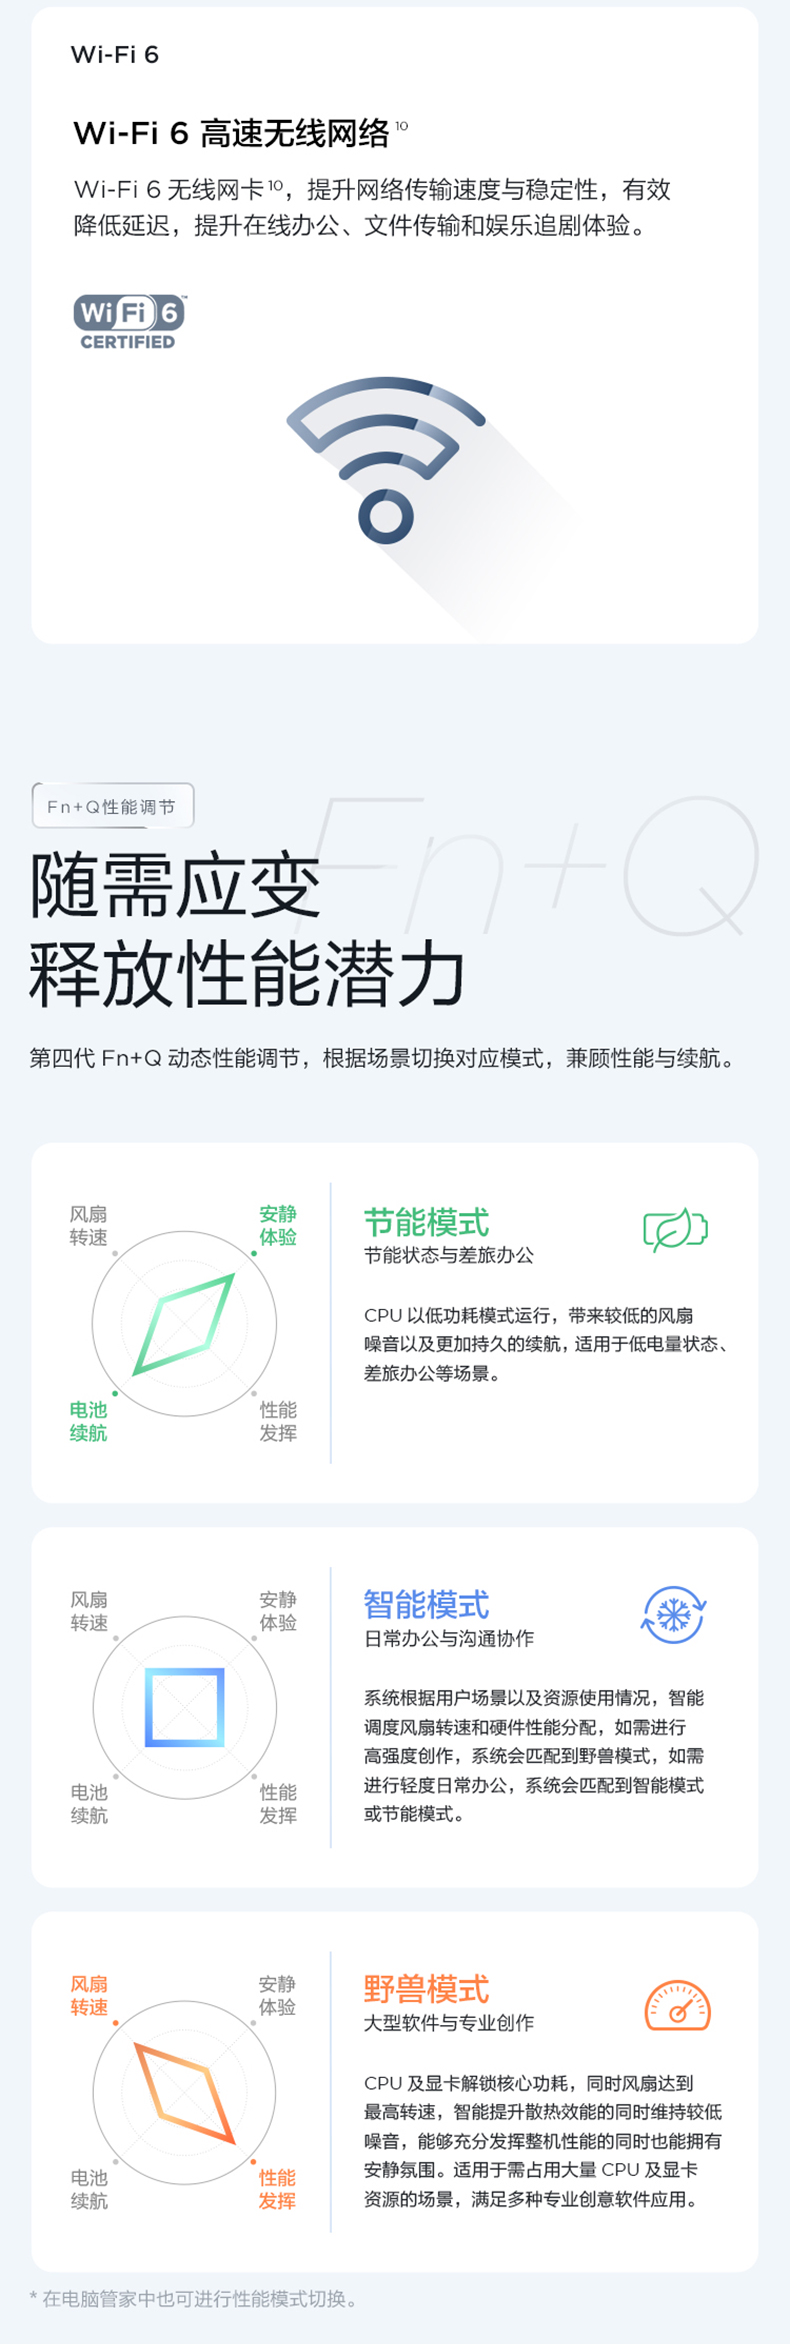 Wi-Fi 6
Wi-Fi 6 高速无线网络 10
Wi-Fi 6 无线网卡10，提升网络传输速度与稳定性，有效
降低延迟，提升在线办公、文件传输和娱乐追剧体验。
Wi Fi 6 ™
CERTIFIED
Fn+Q性能调节
Fn+Q
随需应变
释放性能潜力
第四代 Fn+Q 动态性能调节，根据场景切换对应模式，兼顾性能与续航。
风扇
转速
安静
体验
电池
续航
性能
发挥
节能模式
节能状态与差旅办公
CPU 以低功耗模式运行，带来较低的风扇
噪音以及更加持久的续航，适用于低电量状态、
差旅办公等场景。
风扇
转速
安静
体验
电池
续航
性能
发挥
智能模式
日常办公与沟通协作
系统根据用户场景以及资源使用情况，智能
调度风扇转速和硬件性能分配，如需进行
高强度创作，系统会匹配到野兽模式，如需
进行轻度日常办公，系统会匹配到智能模式
或节能模式。
风扇
转速
安静
体验
电池
续航
性能
发挥
野兽模式
大型软件与专业创作
CPU 及显卡解锁核心功耗，同时风扇达到
最高转速，智能提升散热效能的同时维持较低
噪音，能够充分发挥整机性能的同时也能拥有
安静氛围。适用于需占用大量 CPU 及显卡
资源的场景，满足多种专业创意软件应用。
* 在电脑管家中也可进行性能模式切换。